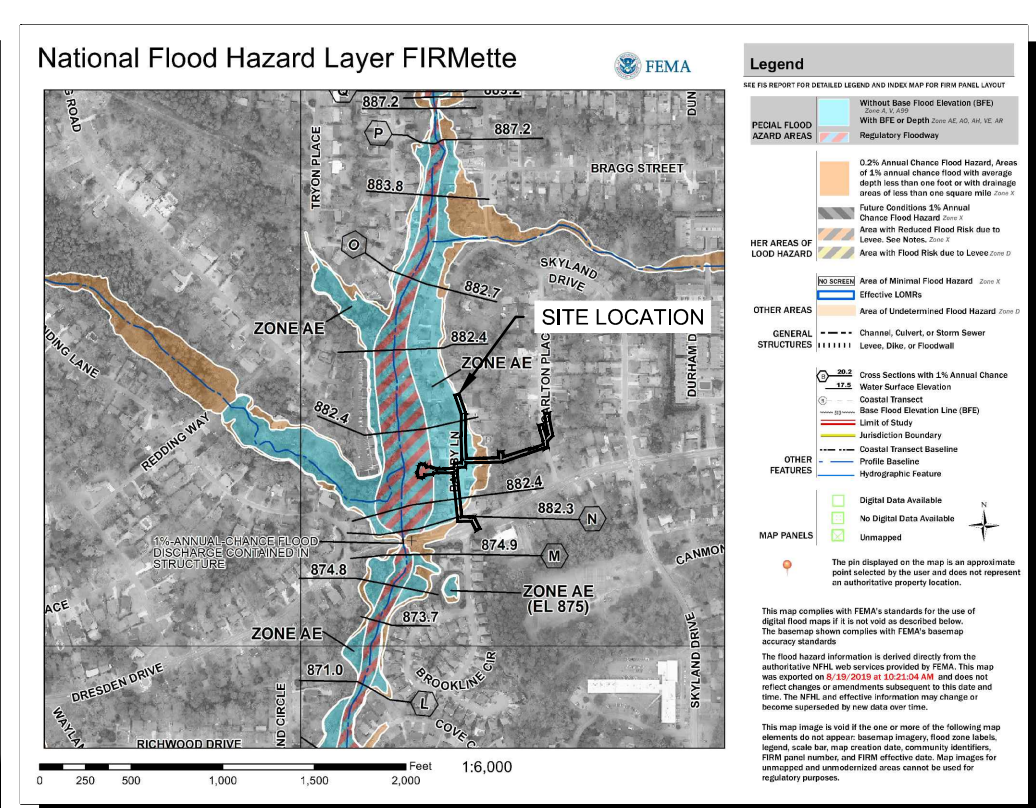 National Flood Hazard Layer FIRMette
FEMA
Legend
SEE FIS REPORT FOR DETAILED LEGEND AND INDEX MAP FOR FIRM PANEL LAYOUT
PECIAL FLOOD
AZARD AREAS
Without Base Flood Elevation (BFE)
Zone A, V, A99
With BFE or Depth Zone AE, AO, AH, VE, AR
Regulatory Floodway
0.2% Annual Chance Flood Hazard, Areas
of 1% annual chance flood with average
depth less than one foot or with drainage
areas of less than one square mile Zone X
Future Conditions 1% Annual
Chance Flood Hazard Zone X
Area with Reduced Flood Risk due to
Levee. See Notes. Zone X
Area with Flood Risk due to Levee Zone D
HER AREAS OF
LOOD HAZARD
NO SCREEN Area of Minimal Flood Hazard Zone X
Effective LOMRs
OTHER AREAS
Area of Undetermined Flood Hazard Zone D
GENERAL
STRUCTURES
Channel, Culvert, or Storm Sewer
Levee, Dike, or Floodwall
B 20.2 Cross Sections with 1% Annual Chance
17.5 Water Surface Elevation
Coastal Transect
Base Flood Elevation Line (BFE)
Limit of Study
Jurisdiction Boundary
Coastal Transect Baseline
OTHER
FEATURES
Profile Baseline
Hydrographic Feature
Digital Data Available
No Digital Data Available
Unmapped
MAP PANELS
N
The pin displayed on the map is an approximate
point selected by the user and does not represent
an authoritative property location.
This map complies with FEMA's standards for the use of
digital flood maps if it is not void as described below.
The basemap shown complies with FEMA's basemap
accuracy standards
The flood hazard information is derived directly from the
authoritative NFHL web services provided by FEMA. This map
was exported on 8/19/2019 at 10:21:04 AM and does not
reflect changes or amendments subsequent to this date and
time. The NFHL and effective information may change or
become superseded by new data over time.
This map image is void if the one or more of the following map
elements do not appear: basemap imagery, flood zone labels,
legend, scale bar, map creation date, community identifiers,
FIRM panel number, and FIRM effective date. Map images for
unmapped and unmodernized areas cannot be used for
regulatory purposes.
G ROAD
Q
887.2
P
887.2
DUN
TRYON PLACE
BRAGG STREET
883.8
O
SKYLAND
DRIVE
882.7
ZONE AE
SITE LOCATION
882.4
ZONE AE
DURHAM D
ARLTON PLAC
NDING LANE
882.4
REDDING WAY
BY LN
882.4
882.3
N
1%-ANNUAL-CHANCE FLOOD
DISCHARGE CONTAINED IN
STRUCTURE
874.9
M
CANMON
874.8
ZONE AE
(EL 875)
ACE
873.7
ZONE AE
871.0
BROOKLINE CIR
SKYLAND DRIVE
DRESDEN DRIVE
L
COVE C
ND CIRCLE
WAYLAN
RICHWOOD DRIVE
Feet 1:6,000
0 250 500 1,000 1,500 2,000